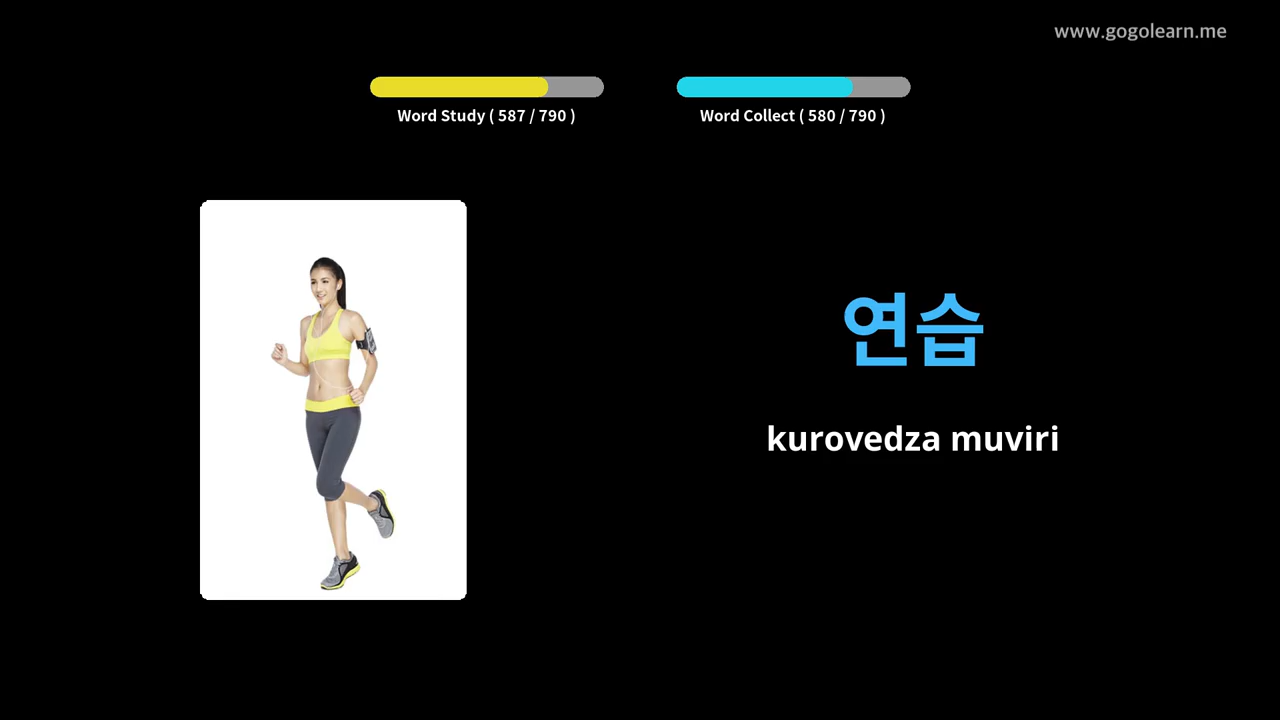 www.gogolearn.me
Word Study ( 587 / 790 )
Word Collect ( 580 / 790 )
연습
kurovedza muviri